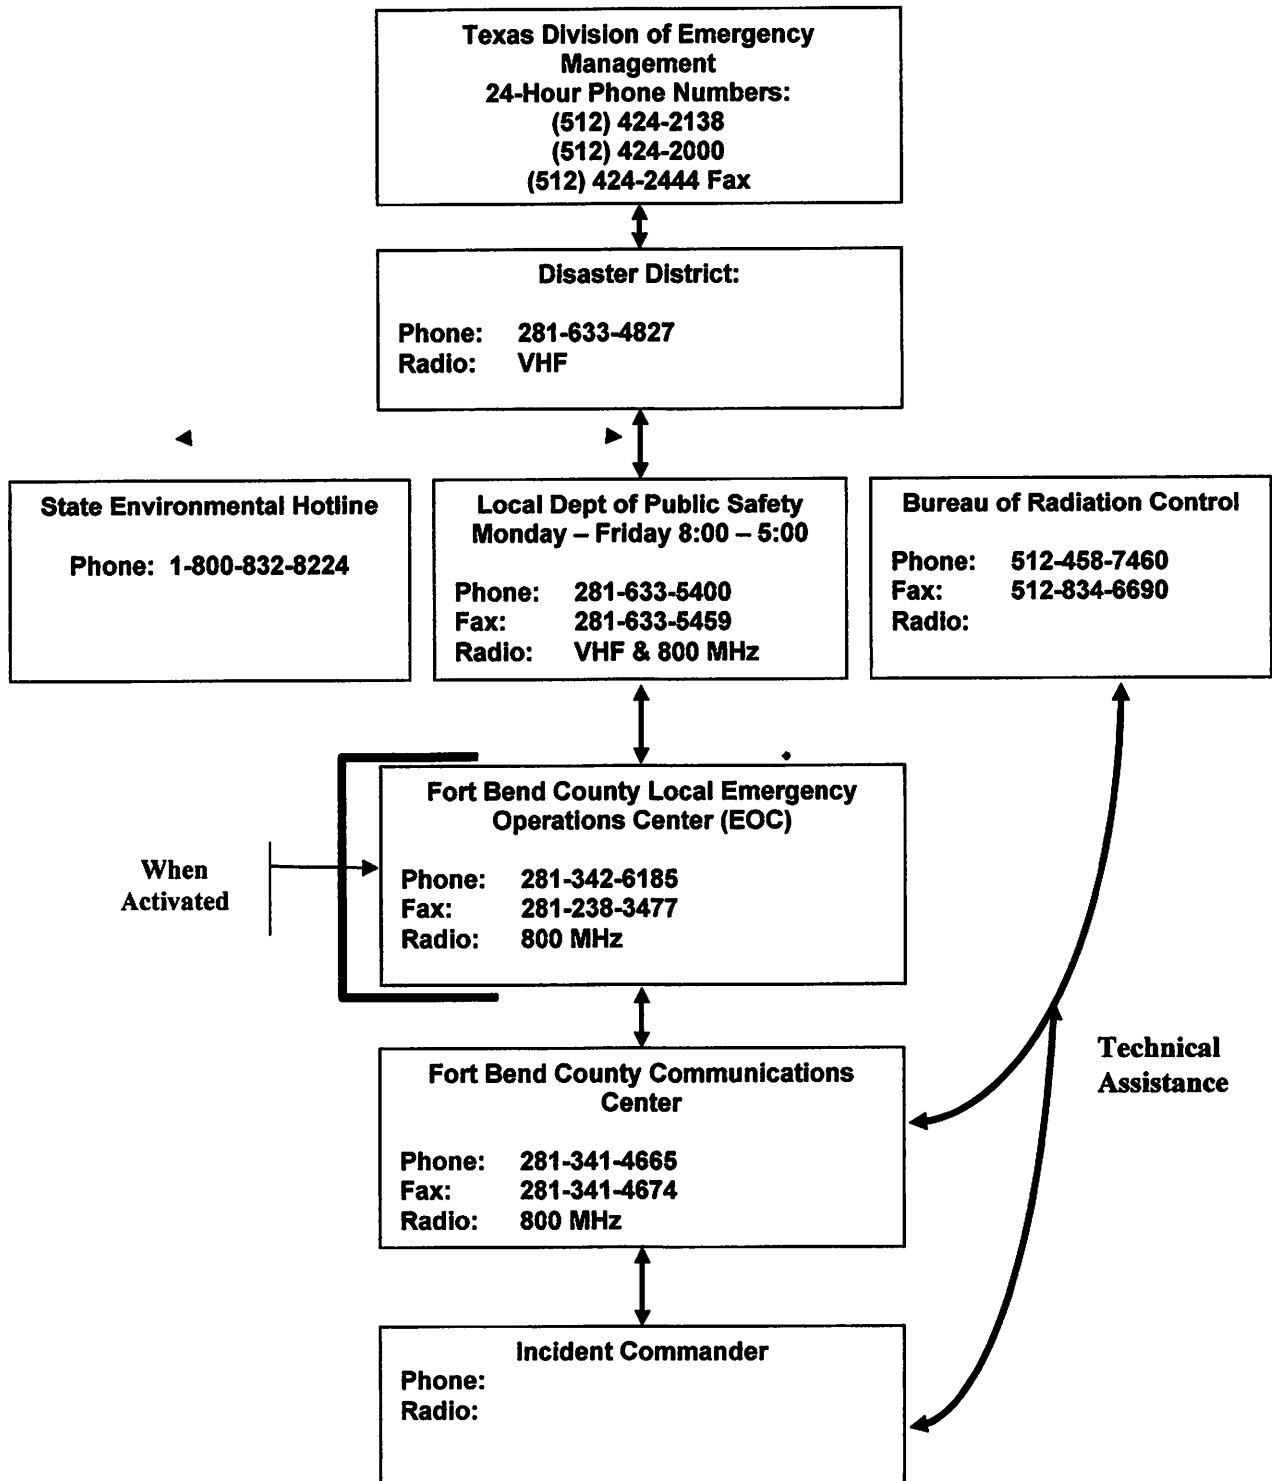 Texas Division of Emergency
Management
24-Hour Phone Numbers:
(512) 424-2138
(512) 424-2000
(512) 424-2444 Fax
Disaster District:
Phone: 281-633-4827
Radio: VHF
State Environmental Hotline
Phone: 1-800-832-8224
Local Dept of Public Safety
Monday – Friday 8:00 – 5:00
Phone: 281-633-5400
Fax: 281-633-5459
Radio: VHF & 800 MHz
Bureau of Radiation Control
Phone: 512-458-7460
Fax: 512-834-6690
Radio:
When
Activated
Fort Bend County Local Emergency
Operations Center (EOC)
Phone: 281-342-6185
Fax: 281-238-3477
Radio: 800 MHz
Technical
Assistance
Fort Bend County Communications
Center
Phone: 281-341-4665
Fax: 281-341-4674
Radio: 800 MHz
Incident Commander
Phone:
Radio: